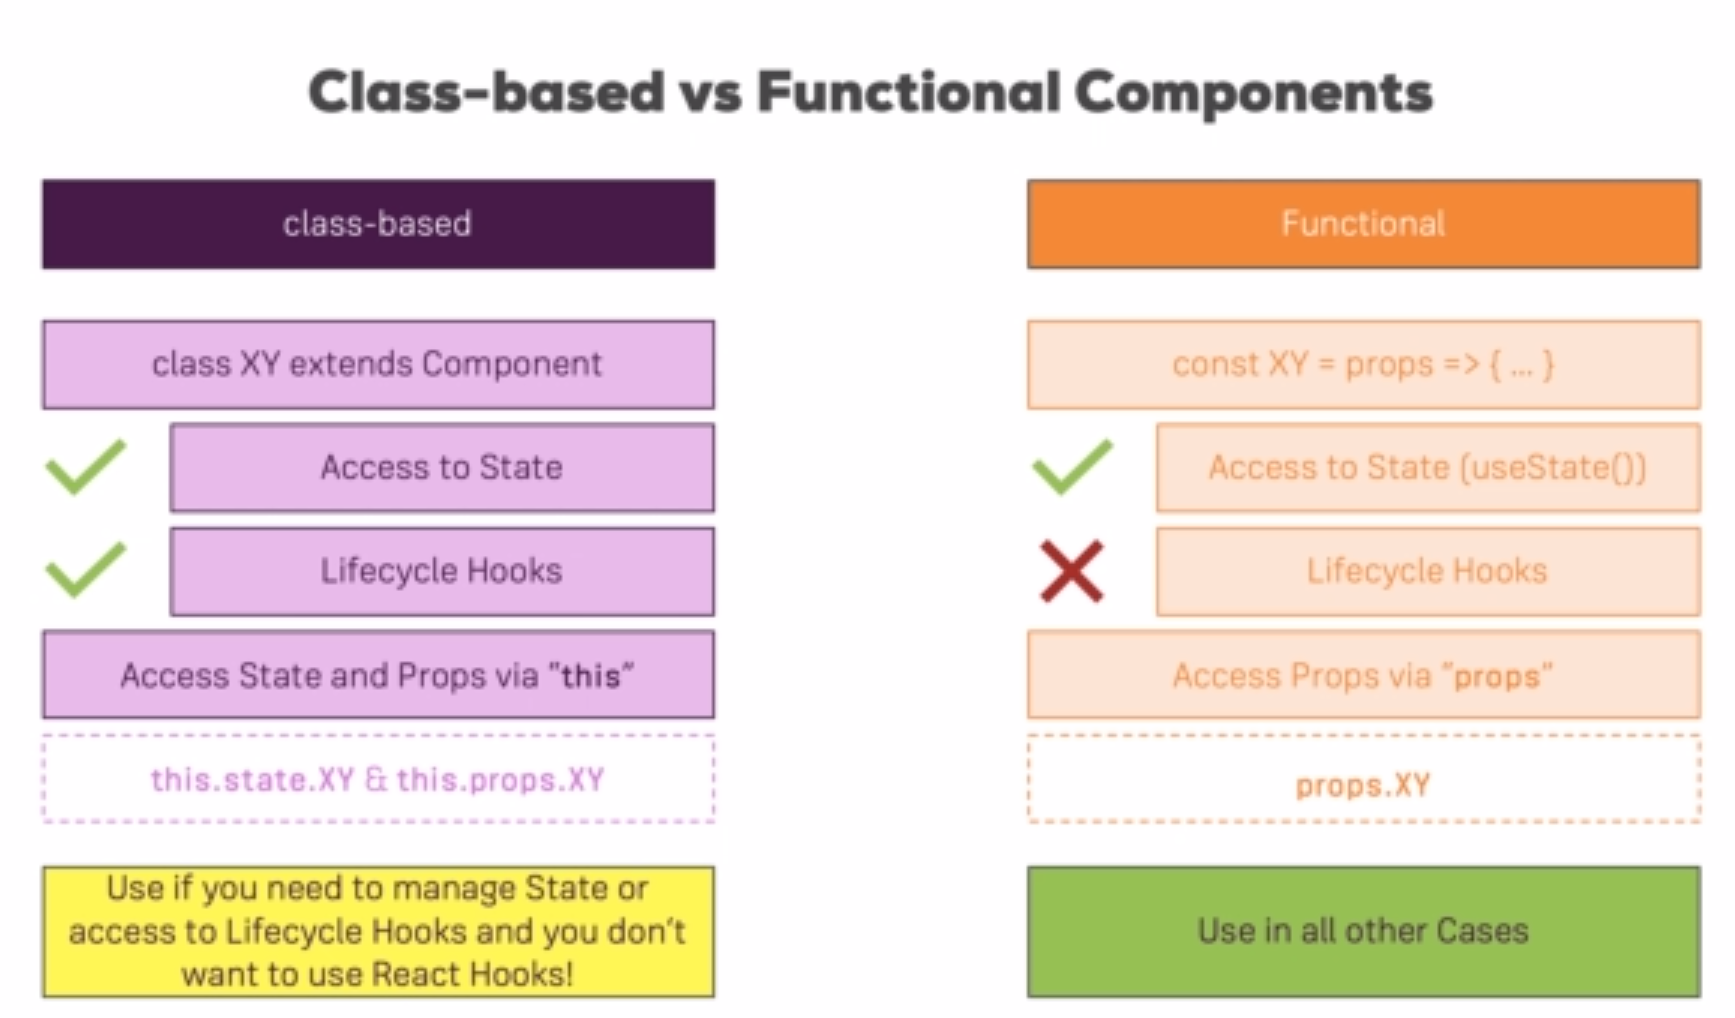 Class-based vs Functional Components
class-based
class XY extends Component
Access to State
Lifecycle Hooks
Access State and Props via “this”
this.state.XY & this.props.XY
Use if you need to manage State or
access to Lifecycle Hooks and you don’t
want to use React Hooks!
Functional
const XY = props => { … }
Access to State (useState())
Lifecycle Hooks
Access Props via “props”
props.XY
Use in all other Cases